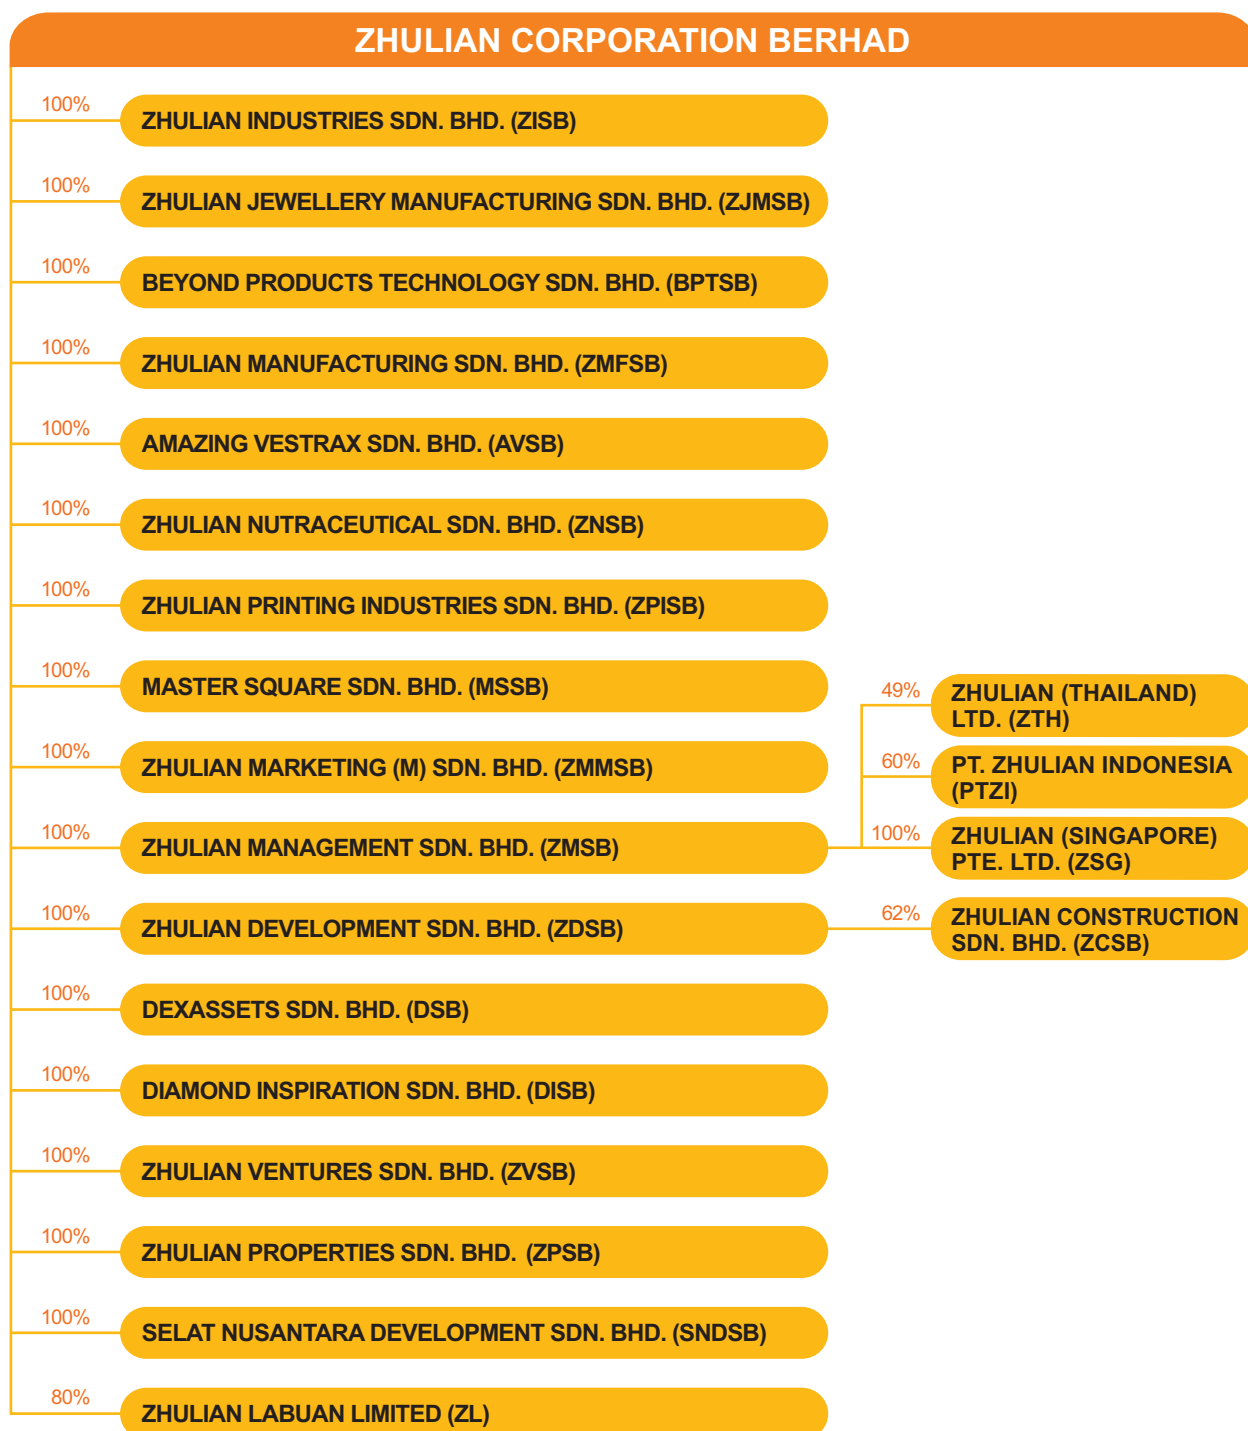 ZHULIAN CORPORATION BERHAD
100%
ZHULIAN INDUSTRIES SDN. BHD. (ZISB)
100%
ZHULIAN JEWELLERY MANUFACTURING SDN. BHD. (ZJMSB)
100%
BEYOND PRODUCTS TECHNOLOGY SDN. BHD. (BPTSB)
100%
ZHULIAN MANUFACTURING SDN. BHD. (ZMFSB)
100%
AMAZING VESTRAX SDN. BHD. (AVSB)
100%
ZHULIAN NUTRACEUTICAL SDN. BHD. (ZNSB)
100%
ZHULIAN PRINTING INDUSTRIES SDN. BHD. (ZPISB)
100%
MASTER SQUARE SDN. BHD. (MSSB)
100%
ZHULIAN MARKETING (M) SDN. BHD. (ZMMSB)
100%
ZHULIAN MANAGEMENT SDN. BHD. (ZMSB)
49%
ZHULIAN (THAILAND)
LTD. (ZTH)
60%
PT. ZHULIAN INDONESIA
(PTZI)
100%
ZHULIAN (SINGAPORE)
PTE. LTD. (ZSG)
100%
ZHULIAN DEVELOPMENT SDN. BHD. (ZDSB)
62%
ZHULIAN CONSTRUCTION
SDN. BHD. (ZCSB)
100%
DEXASSETS SDN. BHD. (DSB)
100%
DIAMOND INSPIRATION SDN. BHD. (DISB)
100%
ZHULIAN VENTURES SDN. BHD. (ZVSB)
100%
ZHULIAN PROPERTIES SDN. BHD. (ZPSB)
100%
SELAT NUSANTARA DEVELOPMENT SDN. BHD. (SNDSB)
80%
ZHULIAN LABUAN LIMITED (ZL)